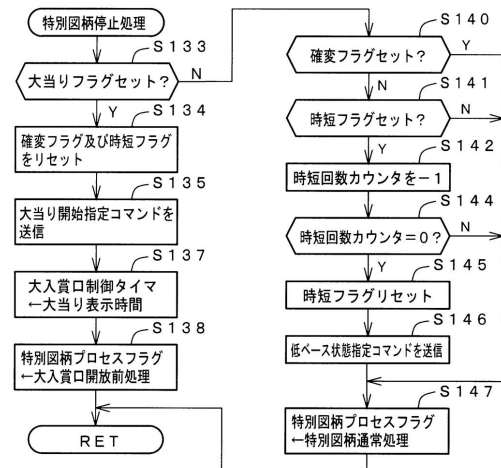 特別図柄停止処理
S133
大当りフラグセット?
N
Y
S134
確変フラグ及び時短フラグ
をリセット
S135
大当り開始指定コマンドを
送信
S137
大入賞口制御タイマ
←大当り表示時間
S138
特別図柄プロセスフラグ
←大入賞口開放前処理
RET
S140
確変フラグセット?
Y
N
S141
時短フラグセット?
N
Y
S142
時短回数カウンタを-1
S144
時短回数カウンタ=0?
N
Y
S145
時短フラグリセット
S146
低ベース状態指定コマンドを送信
S147
特別図柄プロセスフラグ
←特別図柄通常処理